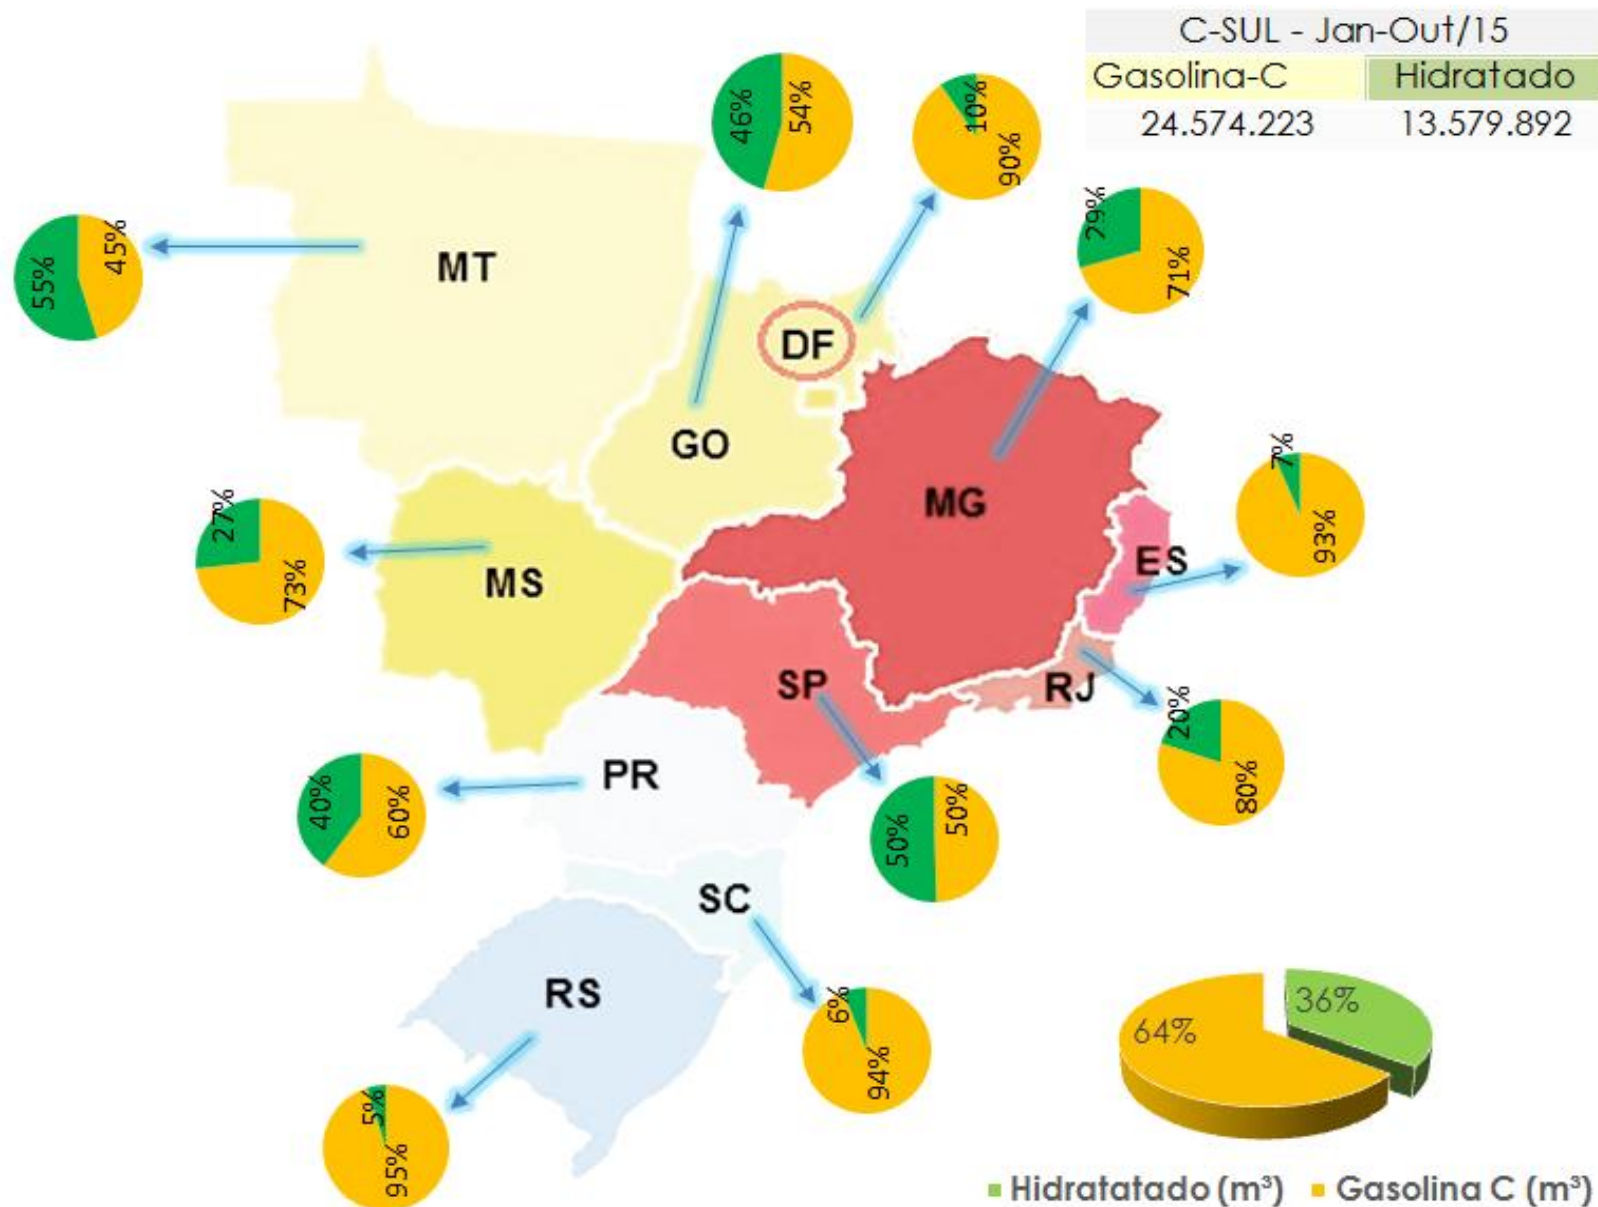 C-SUL - Jan-Out/15
Gasolina-C Hidratado
24.574.223 13.579.892
46% 54%
10% 90%
29% 71%
55% 45%
MT
DF
GO
MG
7% 93%
27% 73%
MS
ES
SP
RJ
20% 80%
PR
40% 60%
50% 50%
SC
RS
6% 94%
36%
64%
5% 95%
Hidratatado (m³) Gasolina C (m³)